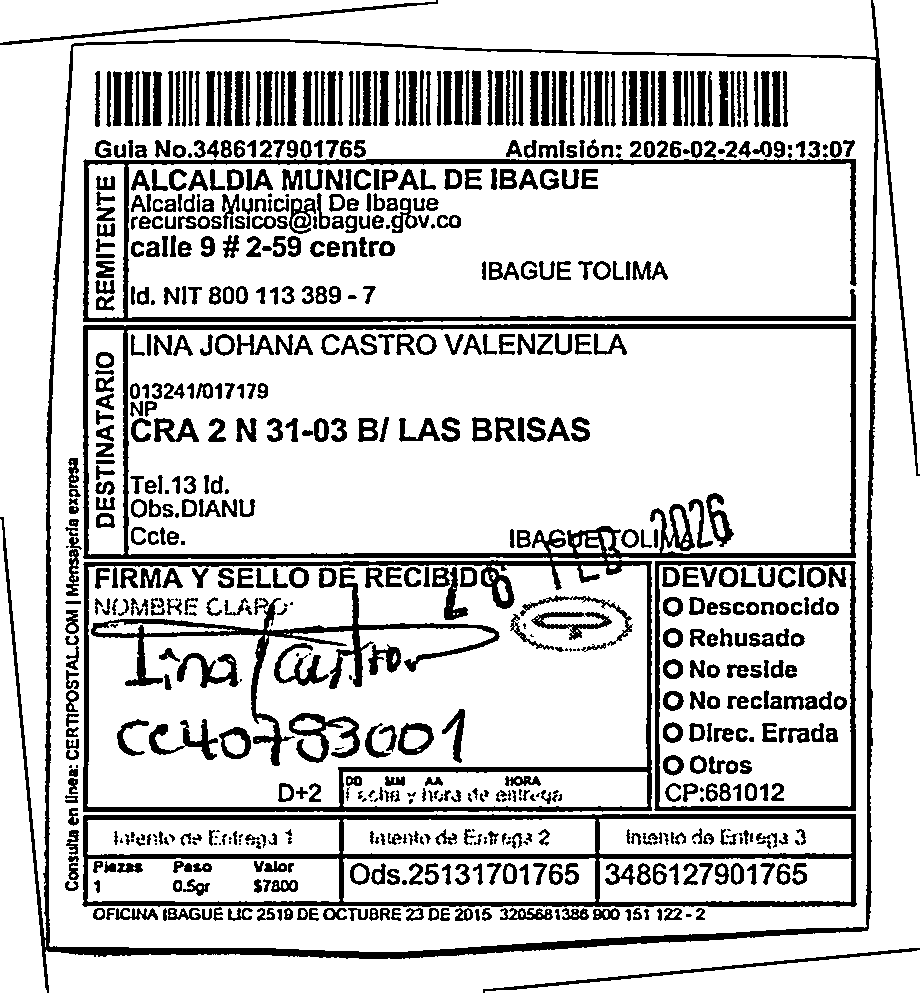 Guia No.3486127901765 Admisión: 2026-02-24-09:13:07
REMITENTE
ALCALDIA MUNICIPAL DE IBAGUE
Alcaldia Municipal De Ibague
recursosfisicos@ibague.gov.co
calle 9 # 2-59 centro
IBAGUE TOLIMA
Id. NIT 800 113 389 - 7
DESTINATARIO
LINA JOHANA CASTRO VALENZUELA
013241/017179
NP
CRA 2 N 31-03 B/ LAS BRISAS
Tel.13 Id.
Obs.DIANU
Ccte.
IBAGUE TOLIMA
FEB 2026
FIRMA Y SELLO DE RECIBIDO
NOMBRE CLARO:
Lina Castro
CC40783001
D+2
DD MM AA HORA
Fecha y hora de entrega
DEVOLUCION
Desconocido
Rehusado
No reside
No reclamado
Direc. Errada
Otros
CP:681012
Intento de Entrega 1 Intento de Entrega 2 Intento de Entrega 3
Piezas Peso Valor
1 0.5gr $7800
Ods.25131701765 3486127901765
OFICINA IBAGUE LIC 2519 DE OCTUBRE 23 DE 2015 3205681386 900 151 122 - 2
Consulta en linea: CERTIPOSTAL.COM | Mensajería expresa